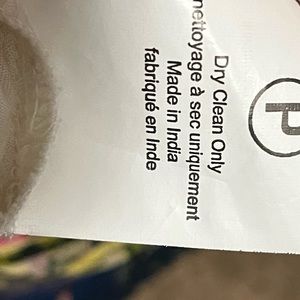 P
Dry Clean Only
nettoyage à sec uniquement
Made in India
fabriqué en Inde